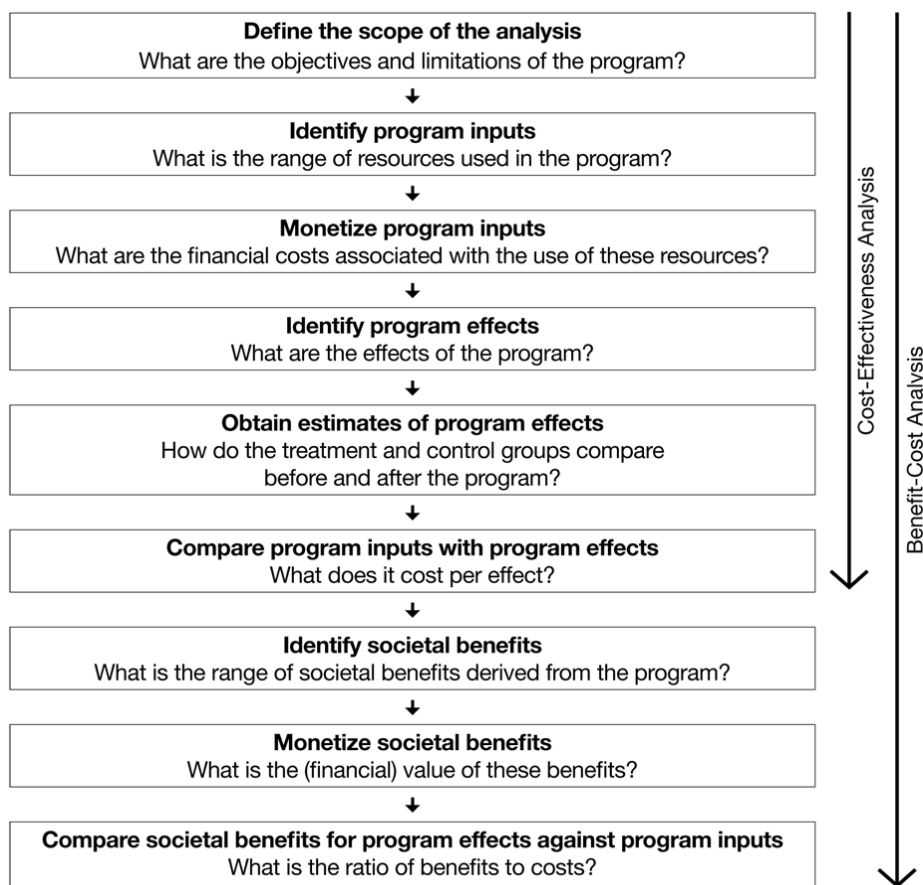 Define the scope of the analysis
What are the objectives and limitations of the program?
Identify program inputs
What is the range of resources used in the program?
Monetize program inputs
What are the financial costs associated with the use of these resources?
Identify program effects
What are the effects of the program?
Obtain estimates of program effects
How do the treatment and control groups compare
before and after the program?
Compare program inputs with program effects
What does it cost per effect?
Identify societal benefits
What is the range of societal benefits derived from the program?
Monetize societal benefits
What is the (financial) value of these benefits?
Compare societal benefits for program effects against program inputs
What is the ratio of benefits to costs?
Cost-Effectiveness Analysis
Benefit-Cost Analysis